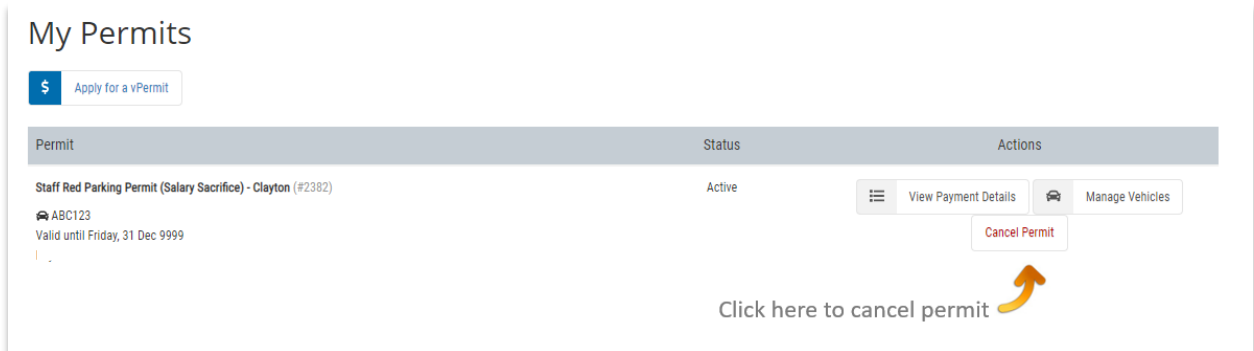 My Permits
$ Apply for a vPermit
Permit Status Actions
Staff Red Parking Permit (Salary Sacrifice) - Clayton (#2382) Active View Payment Details Manage Vehicles
ABC123
Cancel Permit
Valid until Friday, 31 Dec 9999
Click here to cancel permit